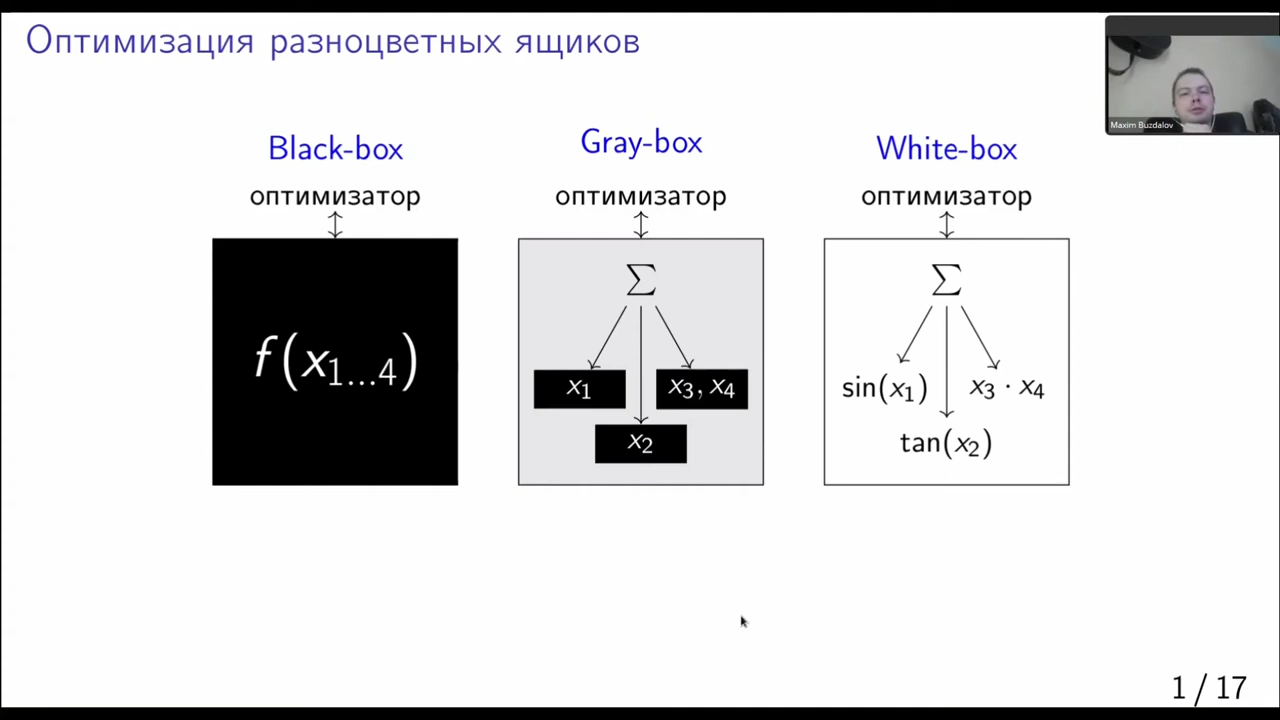 Оптимизация разноцветных ящиков
Maxim Buzdalov
Black-box
оптимизатор
f(x₁…₄)
Gray-box
оптимизатор
∑
x₁
x₃, x₄
x₂
White-box
оптимизатор
∑
sin(x₁)
x₃ · x₄
tan(x₂)
1 / 17